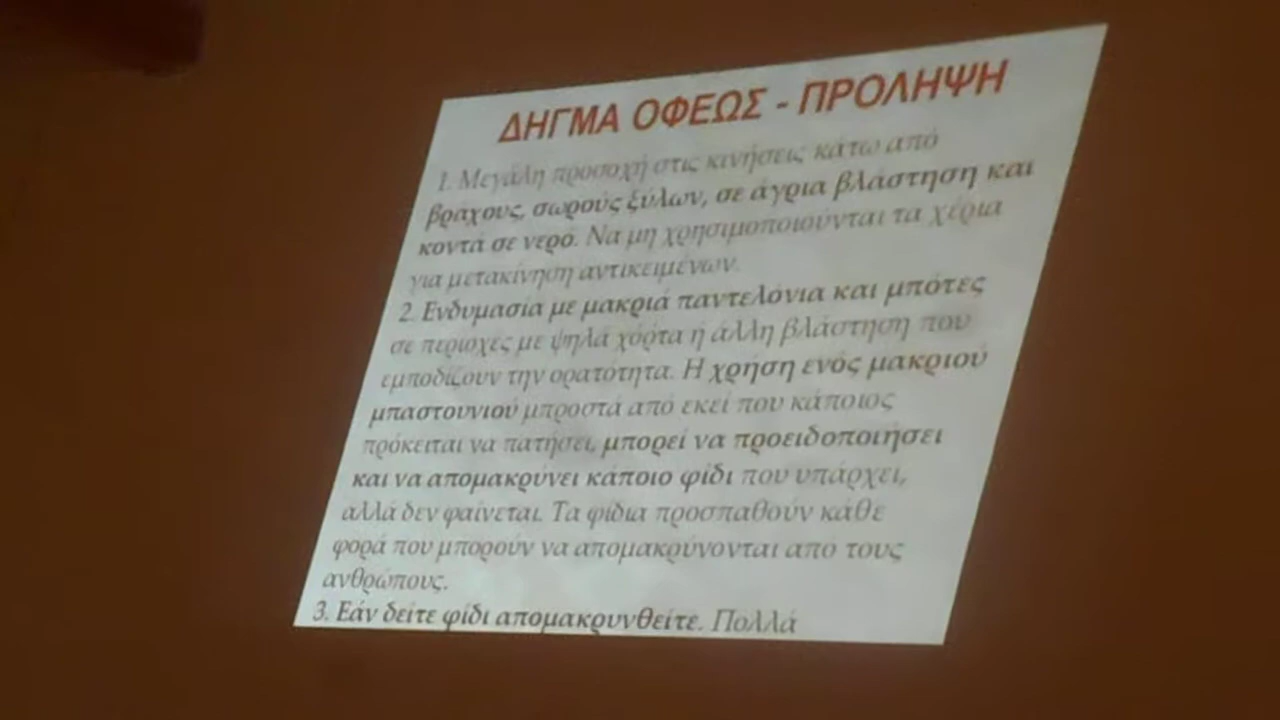 ΔΗΓΜΑ ΟΦΕΩΣ - ΠΡΟΛΗΨΗ
1. Μεγάλη προσοχή στις κινήσεις κάτω από
βράχους, σωρούς ξύλων, σε άγρια βλάστηση και
κοντά σε νερό. Να μη χρησιμοποιούνται τα χέρια
για μετακίνηση αντικειμένων.
2. Ενδυμασία με μακριά παντελόνια και μπότες
σε περιοχές με ψηλά χόρτα ή άλλη βλάστηση που
εμποδίζουν την ορατότητα. Η χρήση ενός μακριού
μπαστουνιού μπροστά από εκεί που κάποιος
πρόκειται να πατήσει, μπορεί να προειδοποιήσει
και να απομακρύνει κάποιο φίδι που υπάρχει,
αλλά δεν φαίνεται. Τα φίδια προσπαθούν κάθε
φορά που μπορούν να απομακρύνονται απο τους
ανθρώπους.
3. Εάν δείτε φίδι απομακρυνθείτε. Πολλά